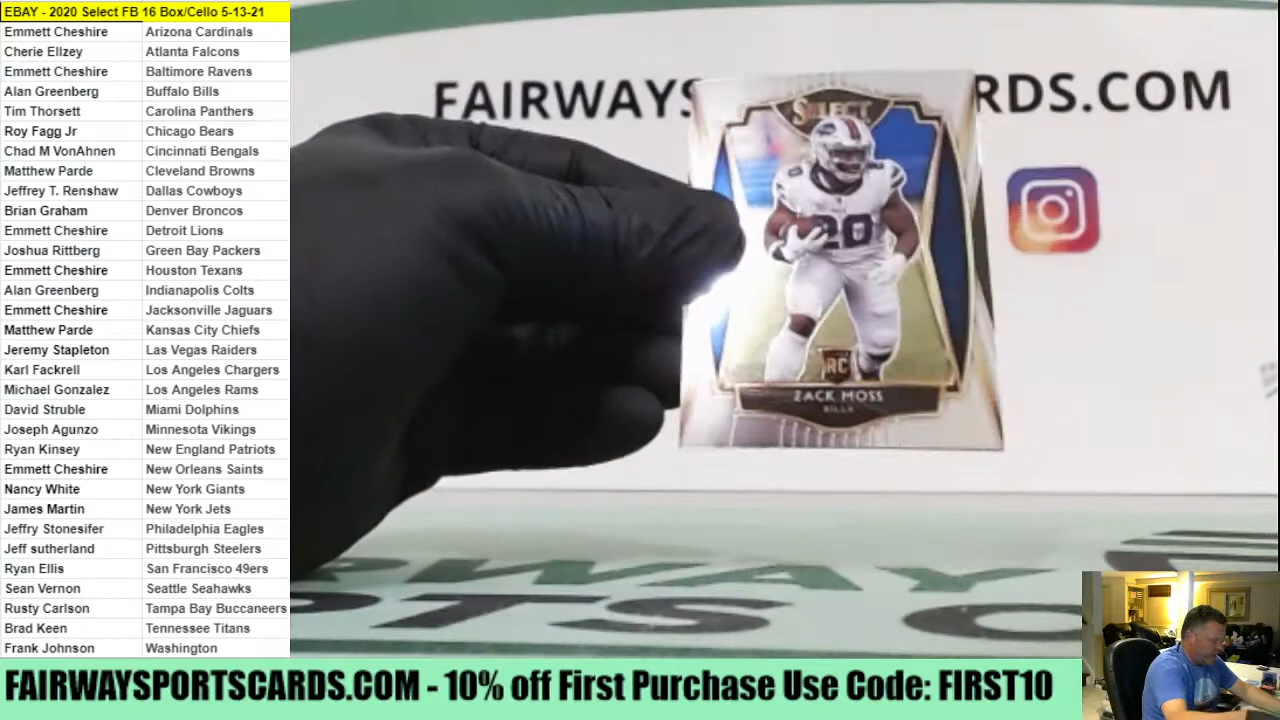 EBAY - 2020 Select FB 16 Box/Cello 5-13-21
Emmett Cheshire Arizona Cardinals
Cherie Ellzey Atlanta Falcons
Emmett Cheshire Baltimore Ravens
Alan Greenberg Buffalo Bills
Tim Thorsett Carolina Panthers
Roy Fagg Jr Chicago Bears
Chad M VonAhnen Cincinnati Bengals
Matthew Parde Cleveland Browns
Jeffrey T. Renshaw Dallas Cowboys
Brian Graham Denver Broncos
Emmett Cheshire Detroit Lions
Joshua Rittberg Green Bay Packers
Emmett Cheshire Houston Texans
Alan Greenberg Indianapolis Colts
Emmett Cheshire Jacksonville Jaguars
Matthew Parde Kansas City Chiefs
Jeremy Stapleton Las Vegas Raiders
Karl Fackrell Los Angeles Chargers
Michael Gonzalez Los Angeles Rams
David Struble Miami Dolphins
Joseph Agunzo Minnesota Vikings
Ryan Kinsey New England Patriots
Emmett Cheshire New Orleans Saints
Nancy White New York Giants
James Martin New York Jets
Jeffry Stonesifer Philadelphia Eagles
Jeff sutherland Pittsburgh Steelers
Ryan Ellis San Francisco 49ers
Sean Vernon Seattle Seahawks
Rusty Carlson Tampa Bay Buccaneers
Brad Keen Tennessee Titans
Frank Johnson Washington
FAIRWAYS RDS.COM
SELECT
20
RC
ZACK MOSS
BILLS
RWAY
RTS C
FAIRWAYSPORTSCARDS.COM - 10% off First Purchase Use Code: FIRST10